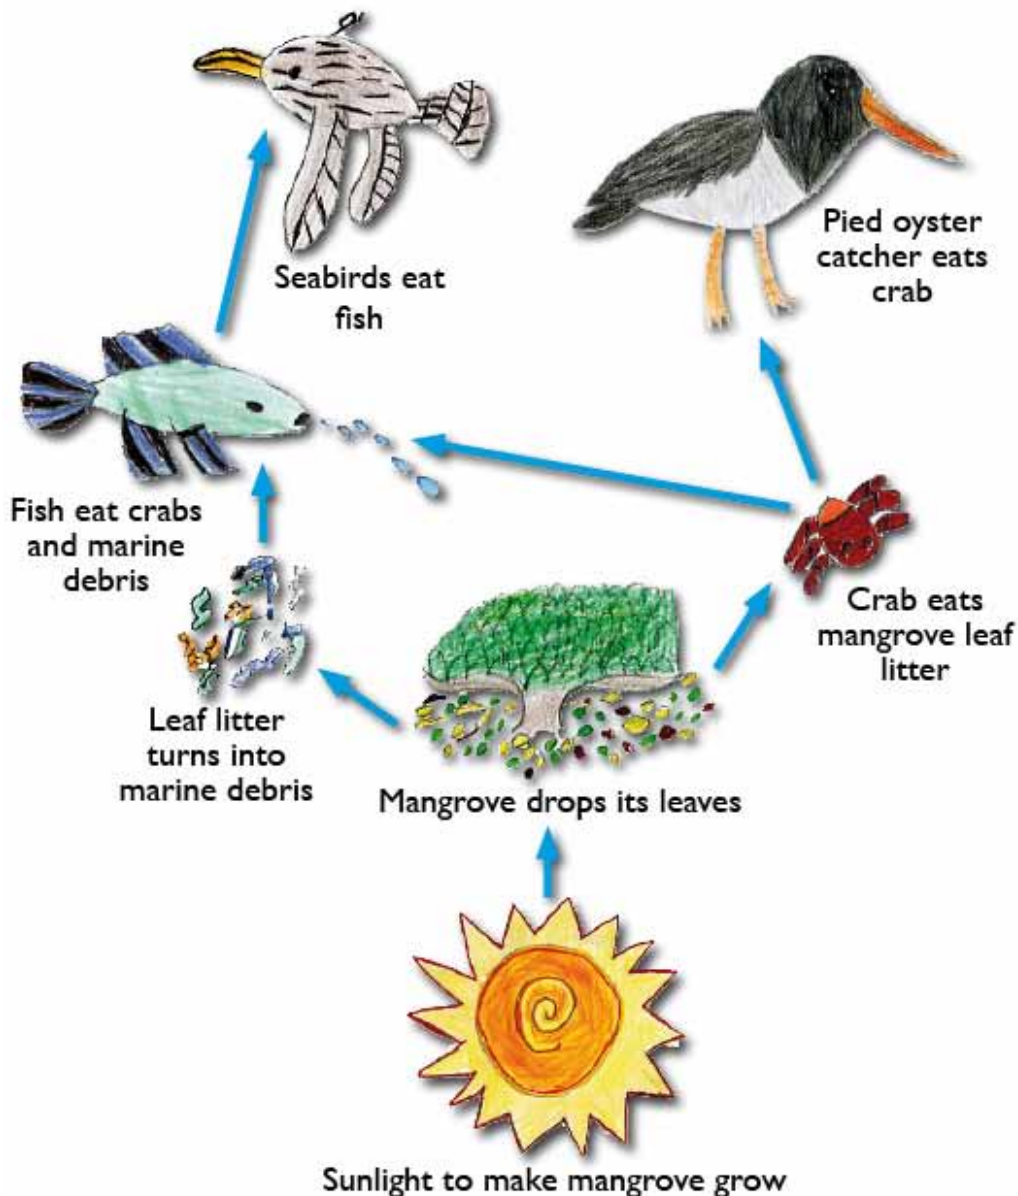 Seabirds eat
fish
Pied oyster
catcher eats
crab
Fish eat crabs
and marine
debris
Crab eats
mangrove leaf
litter
Leaf litter
turns into
marine debris
Mangrove drops its leaves
Sunlight to make mangrove grow